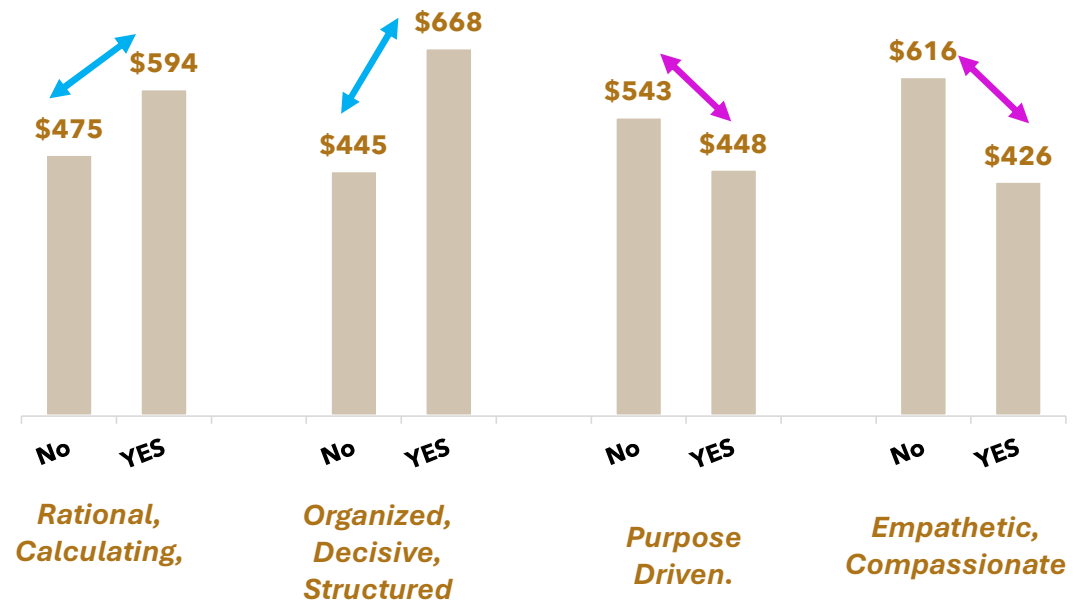 $475
$594
$445
$668
$543
$448
$616
$426
No
YES
No
YES
No
YES
No
YES
Rational,
Calculating,
Organized,
Decisive,
Structured
Purpose
Driven.
Empathetic,
Compassionate